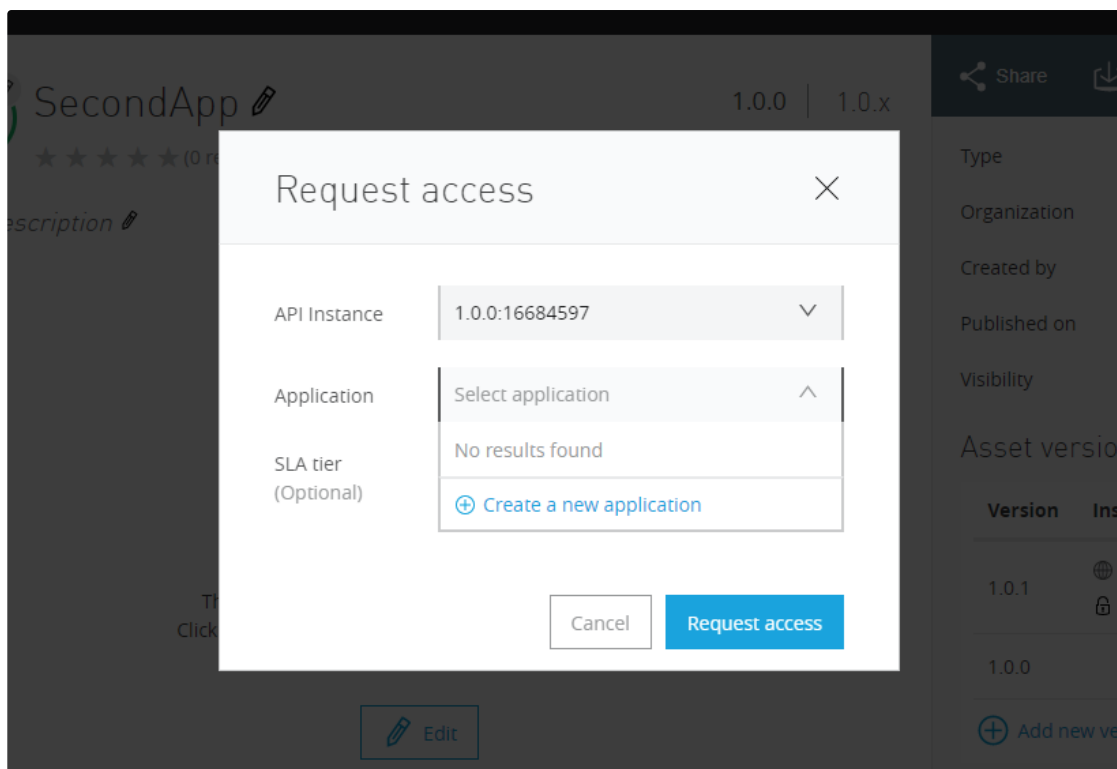 SecondApp
1.0.0
1.0.x
Share
(0 re
Request access
Type
Organization
Created by
Published on
Visibility
escription
API Instance
1.0.0:16684597
Application
Select application
No results found
SLA tier
(Optional)
Create a new application
Asset versio
Version
Ins
1.0.1
Th
Click
Cancel
Request access
1.0.0
Edit
Add new ve